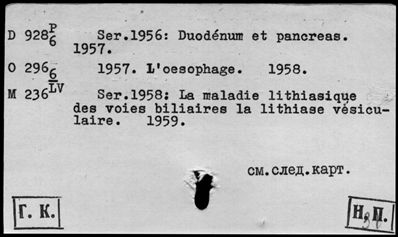 D 928 P/6 Ser.1956: Duodénum et pancreas.
1957.
O 296 6 1957. L'oesophage. 1958.
M 236 LV Ser.1958: La maladie lithiasique
des voies biliaires la lithiase vésicu-
laire. 1959.
см.след.карт.
Г. К.
Н. П.